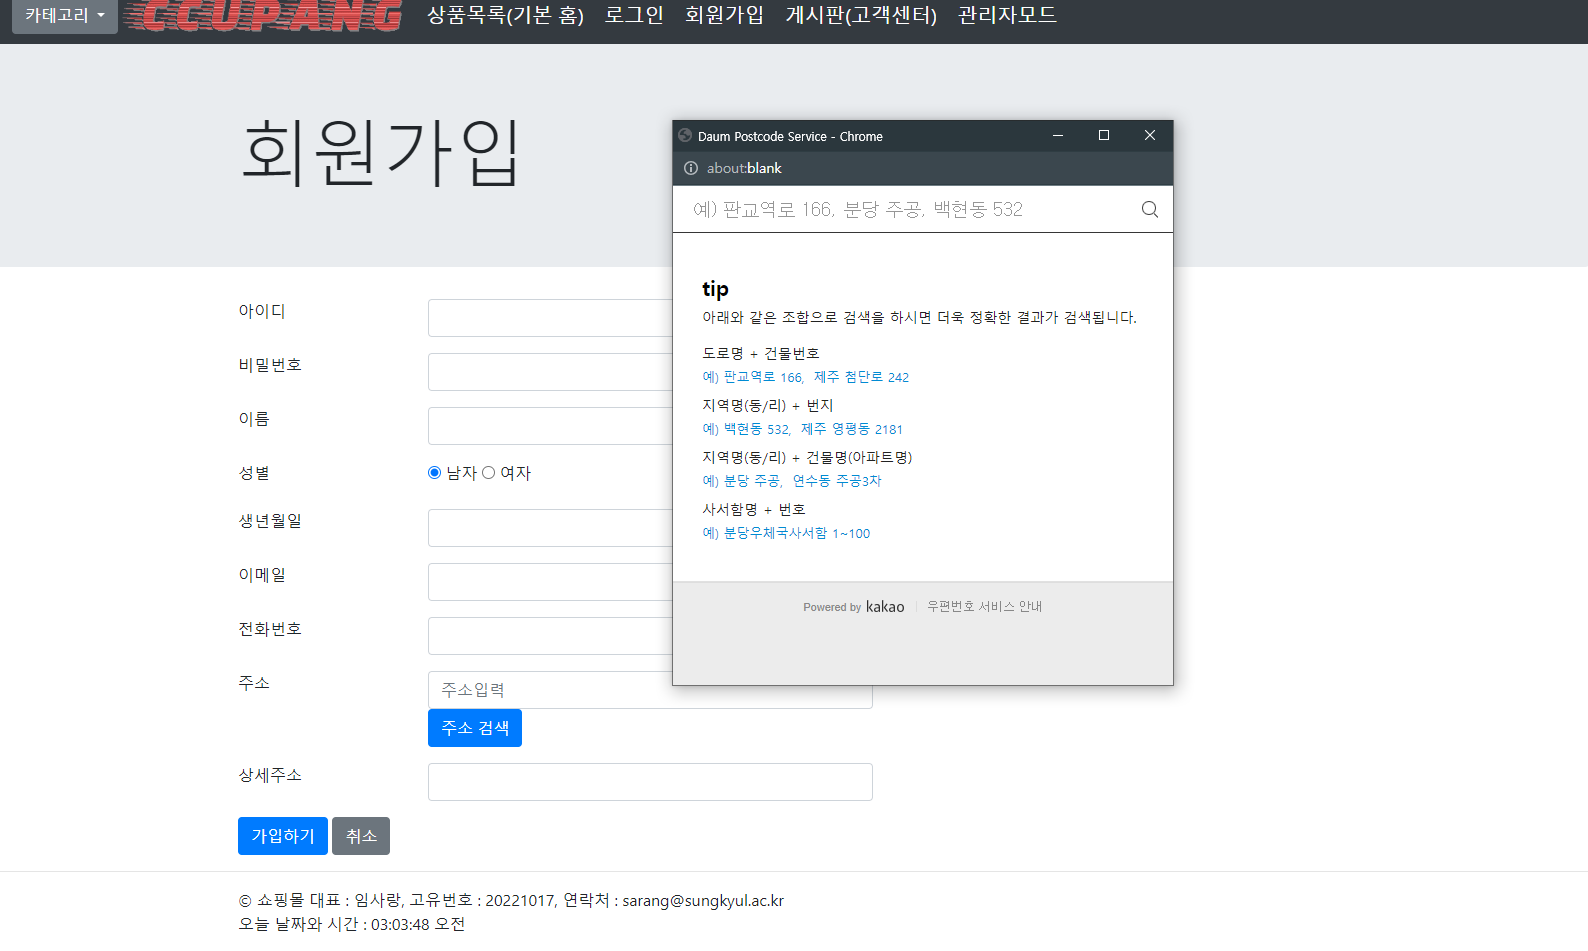 카테고리
CCUPANG
상품목록(기본 홈) 로그인 회원가입 게시판(고객센터) 관리자모드
회원가입
Daum Postcode Service - Chrome
about:blank
예) 판교역로 166, 분당 주공, 백현동 532
tip
아래와 같은 조합으로 검색을 하시면 더욱 정확한 결과가 검색됩니다.
도로명 + 건물번호
예) 판교역로 166, 제주 첨단로 242
지역명(동/리) + 번지
예) 백현동 532, 제주 영평동 2181
지역명(동/리) + 건물명(아파트명)
예) 분당 주공, 연수동 주공3차
사서함명 + 번호
예) 분당우체국사서함 1~100
Powered by kakao 우편번호 서비스 안내
아이디
비밀번호
이름
성별 남자 여자
생년월일
이메일
전화번호
주소 주소입력
주소 검색
상세주소
가입하기 취소
© 쇼핑몰 대표 : 임사랑, 고유번호 : 20221017, 연락처 : sarang@sungkyul.ac.kr
오늘 날짜와 시간 : 03:03:48 오전